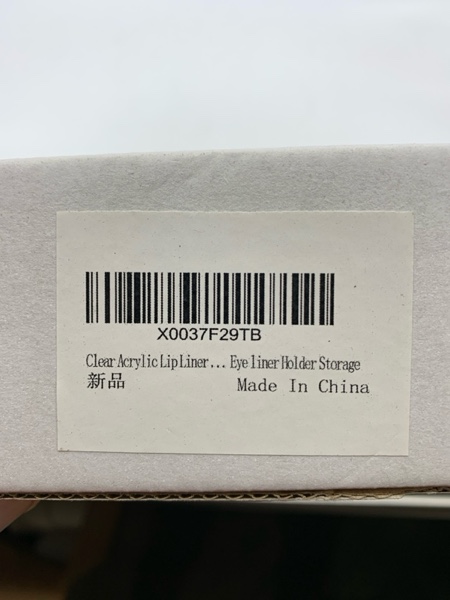 X0037F29TB
Clear Acrylic Lip Liner... Eye liner Holder Storage
新品
Made In China